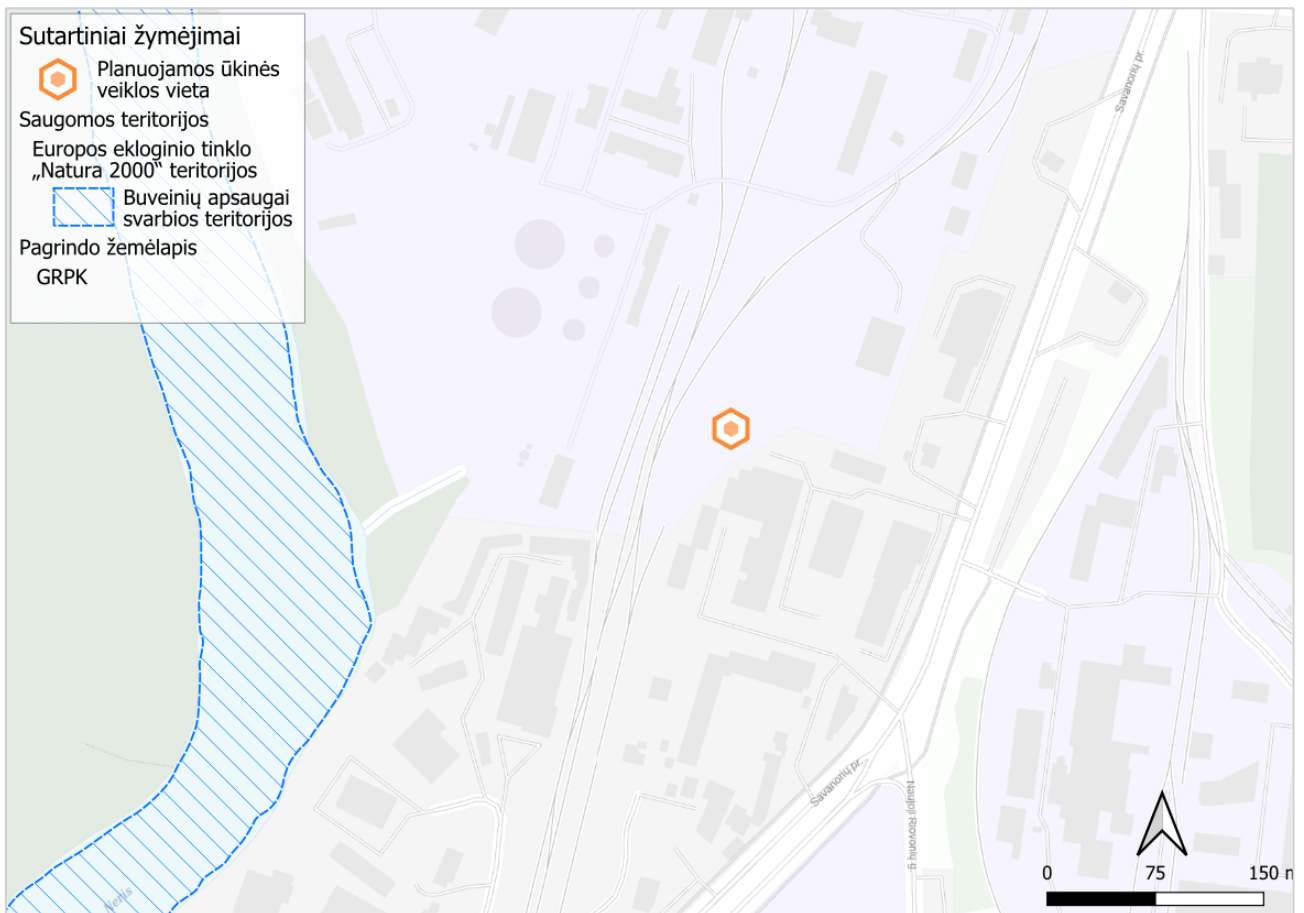 Sutartiniai žymėjimai
Planuojamos ūkinės
veiklos vieta
Saugomos teritorijos
Europos ekologinio tinklo
„Natura 2000“ teritorijos
Buveinių apsaugai
svarbios teritorijos
Pagrindo žemėlapis
GRPK
Savanorių pr.
Savanorių pr.
Naujoji Riovonių g
Neris
0 75 150 m